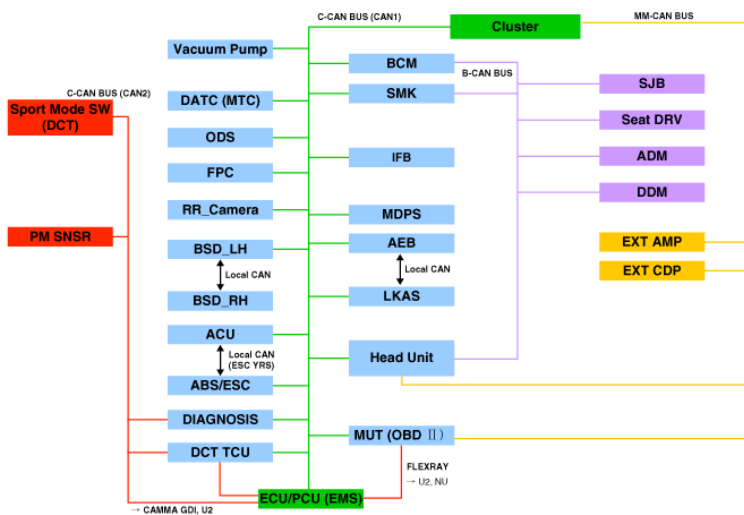 C-CAN BUS (CAN1)
MM-CAN BUS
Cluster
Vacuum Pump
BCM
B-CAN BUS
SJB
C-CAN BUS (CAN2)
DATC (MTC)
SMK
Sport Mode SW
(DCT)
Seat DRV
ODS
IFB
ADM
FPC
DDM
RR_Camera
MDPS
PM SNSR
BSD_LH
AEB
EXT AMP
Local CAN
Local CAN
EXT CDP
BSD_RH
LKAS
ACU
Local CAN
(ESC YRS)
Head Unit
ABS/ESC
DIAGNOSIS
MUT (OBD Ⅱ)
DCT TCU
FLEXRAY
→ U2, NU
ECU/PCU (EMS)
→ CAMMA GDI, U2